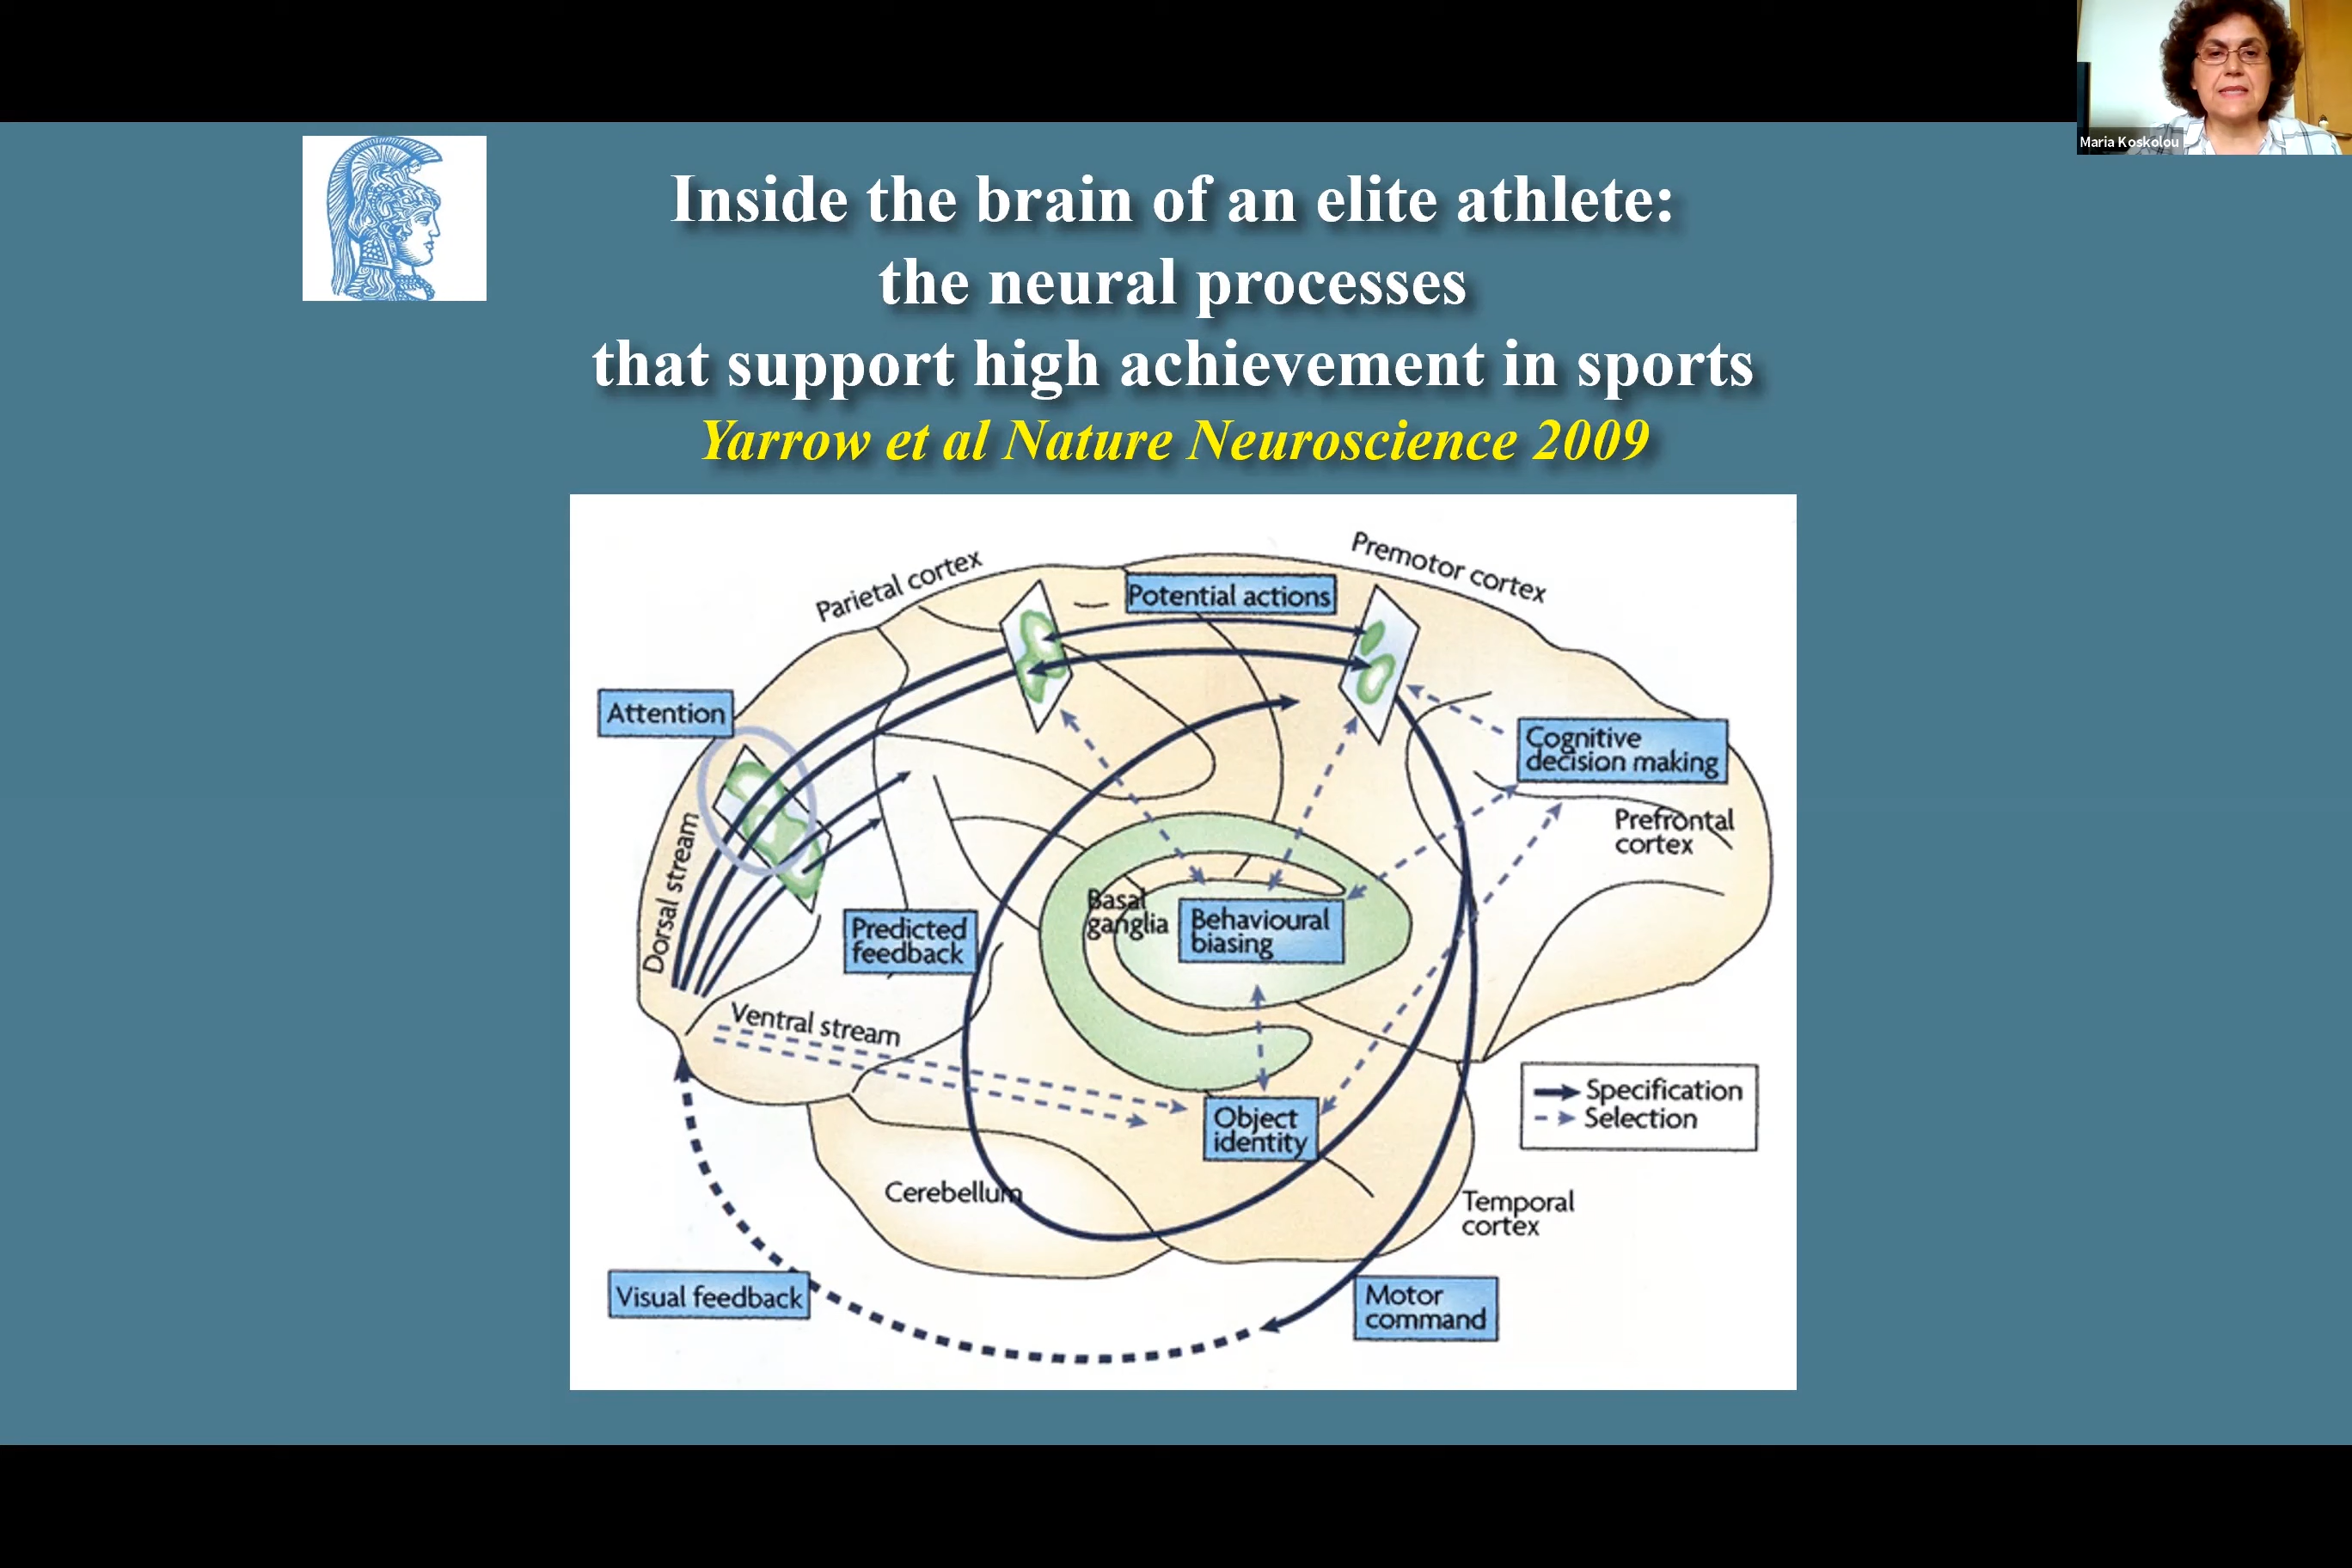 Maria Koskolou
Inside the brain of an elite athlete:
the neural processes
that support high achievement in sports
Yarrow et al Nature Neuroscience 2009
Parietal cortex
Premotor cortex
Potential actions
Attention
Cognitive
decision making
Prefrontal
cortex
Dorsal stream
Basal
ganglia
Behavioural
biasing
Predicted
feedback
Ventral stream
Specification
Selection
Object
identity
Cerebellum
Temporal
cortex
Visual feedback
Motor
command